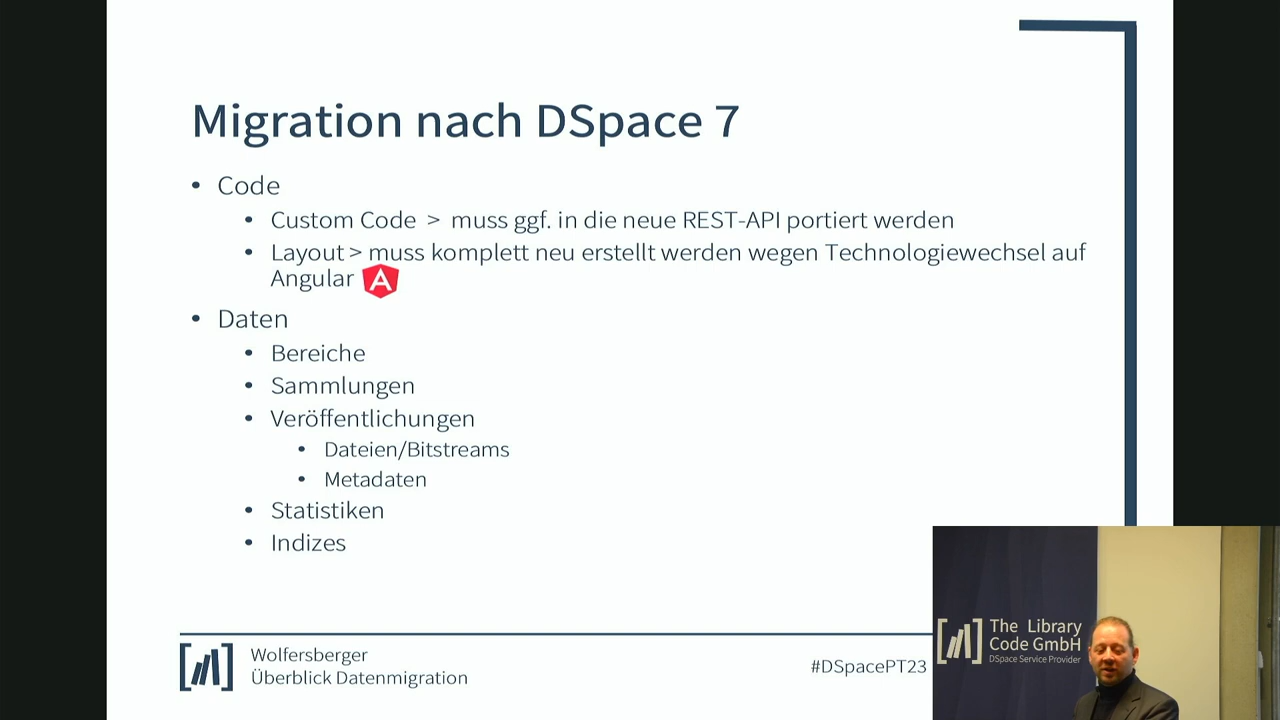 Migration nach DSpace 7
• Code
• Custom Code > muss ggf. in die neue REST-API portiert werden
• Layout > muss komplett neu erstellt werden wegen Technologiewechsel auf
Angular A
• Daten
• Bereiche
• Sammlungen
• Veröffentlichungen
• Dateien/Bitstreams
• Metadaten
• Statistiken
• Indizes
Wolfersberger
Überblick Datenmigration
#DSpacePT23
The Library
Code GmbH
DSpace Service Provider